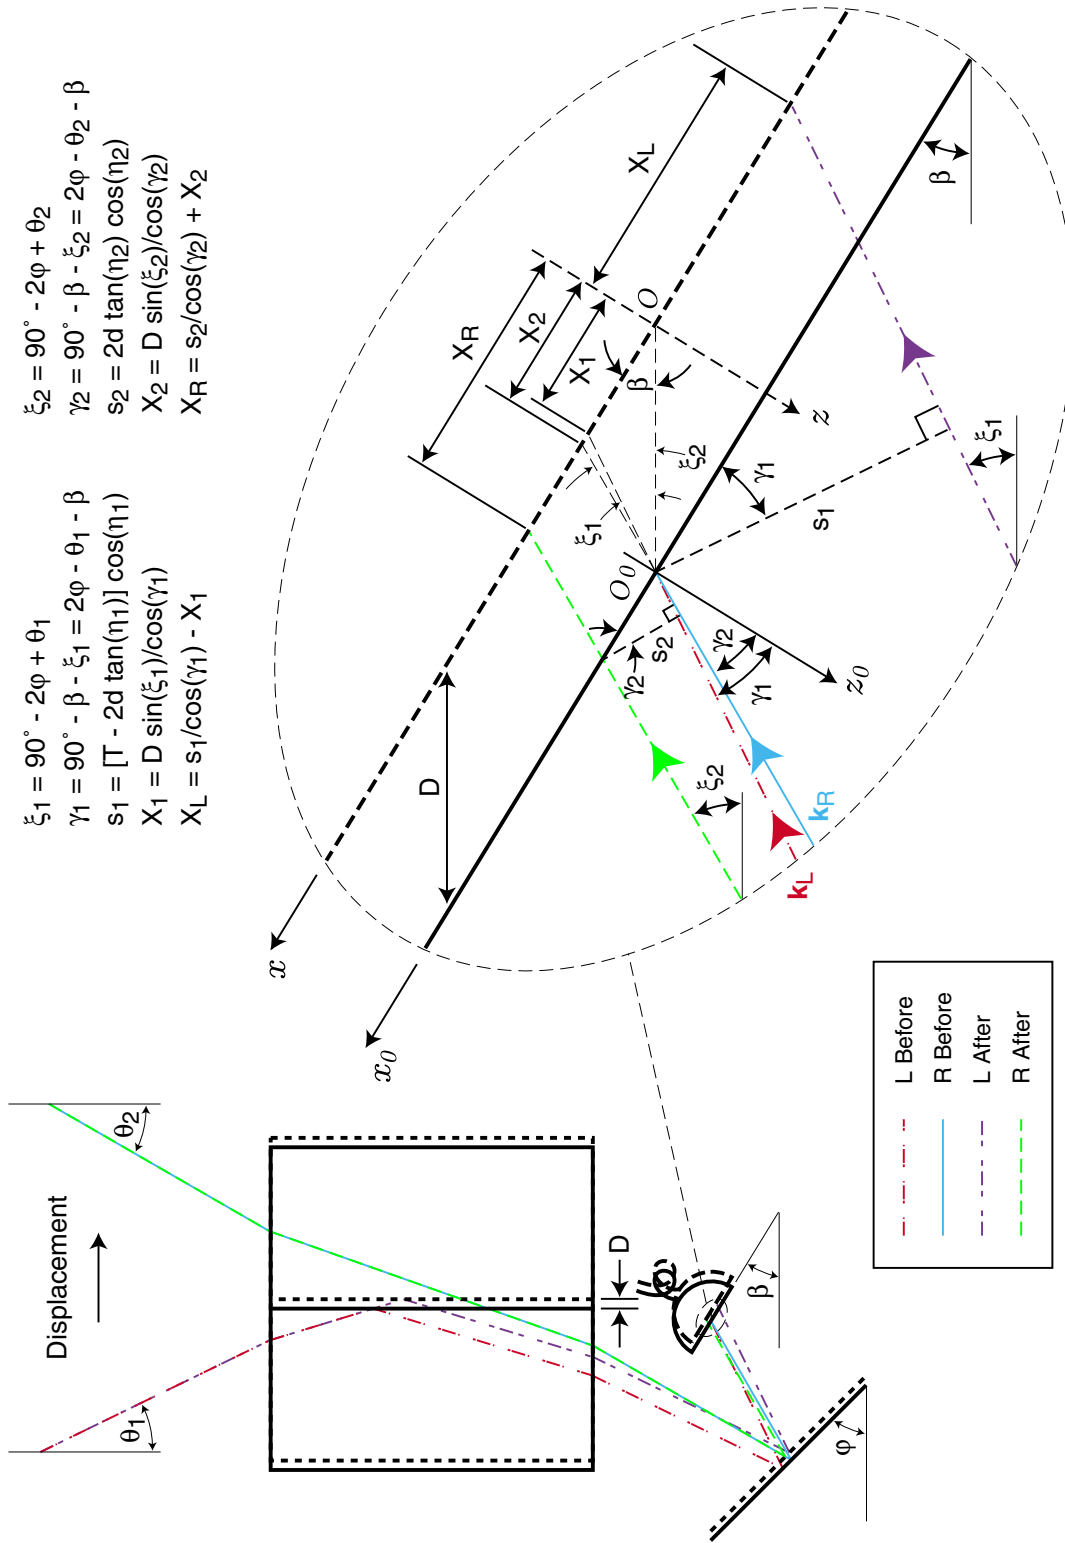 ξ1 = 90° - 2φ + θ1
γ1 = 90° - β - ξ1 = 2φ - θ1 - β
s1 = [T - 2d tan(η1)] cos(η1)
X1 = D sin(ξ1)/cos(γ1)
XL = s1/cos(γ1) - X1
ξ2 = 90° - 2φ + θ2
γ2 = 90° - β - ξ2 = 2φ - θ2 - β
s2 = 2d tan(η2) cos(η2)
X2 = D sin(ξ2)/cos(γ2)
XR = s2/cos(γ2) + X2
Displacement
θ1
θ2
D
β
φ
x
x0
D
XR
X2
X1
XL
O
O0
β
ξ1
ξ2
z
z0
γ2
s2
γ2
γ1
γ1
s1
ξ2
ξ1
β
kL
kR
L Before
R Before
L After
R After